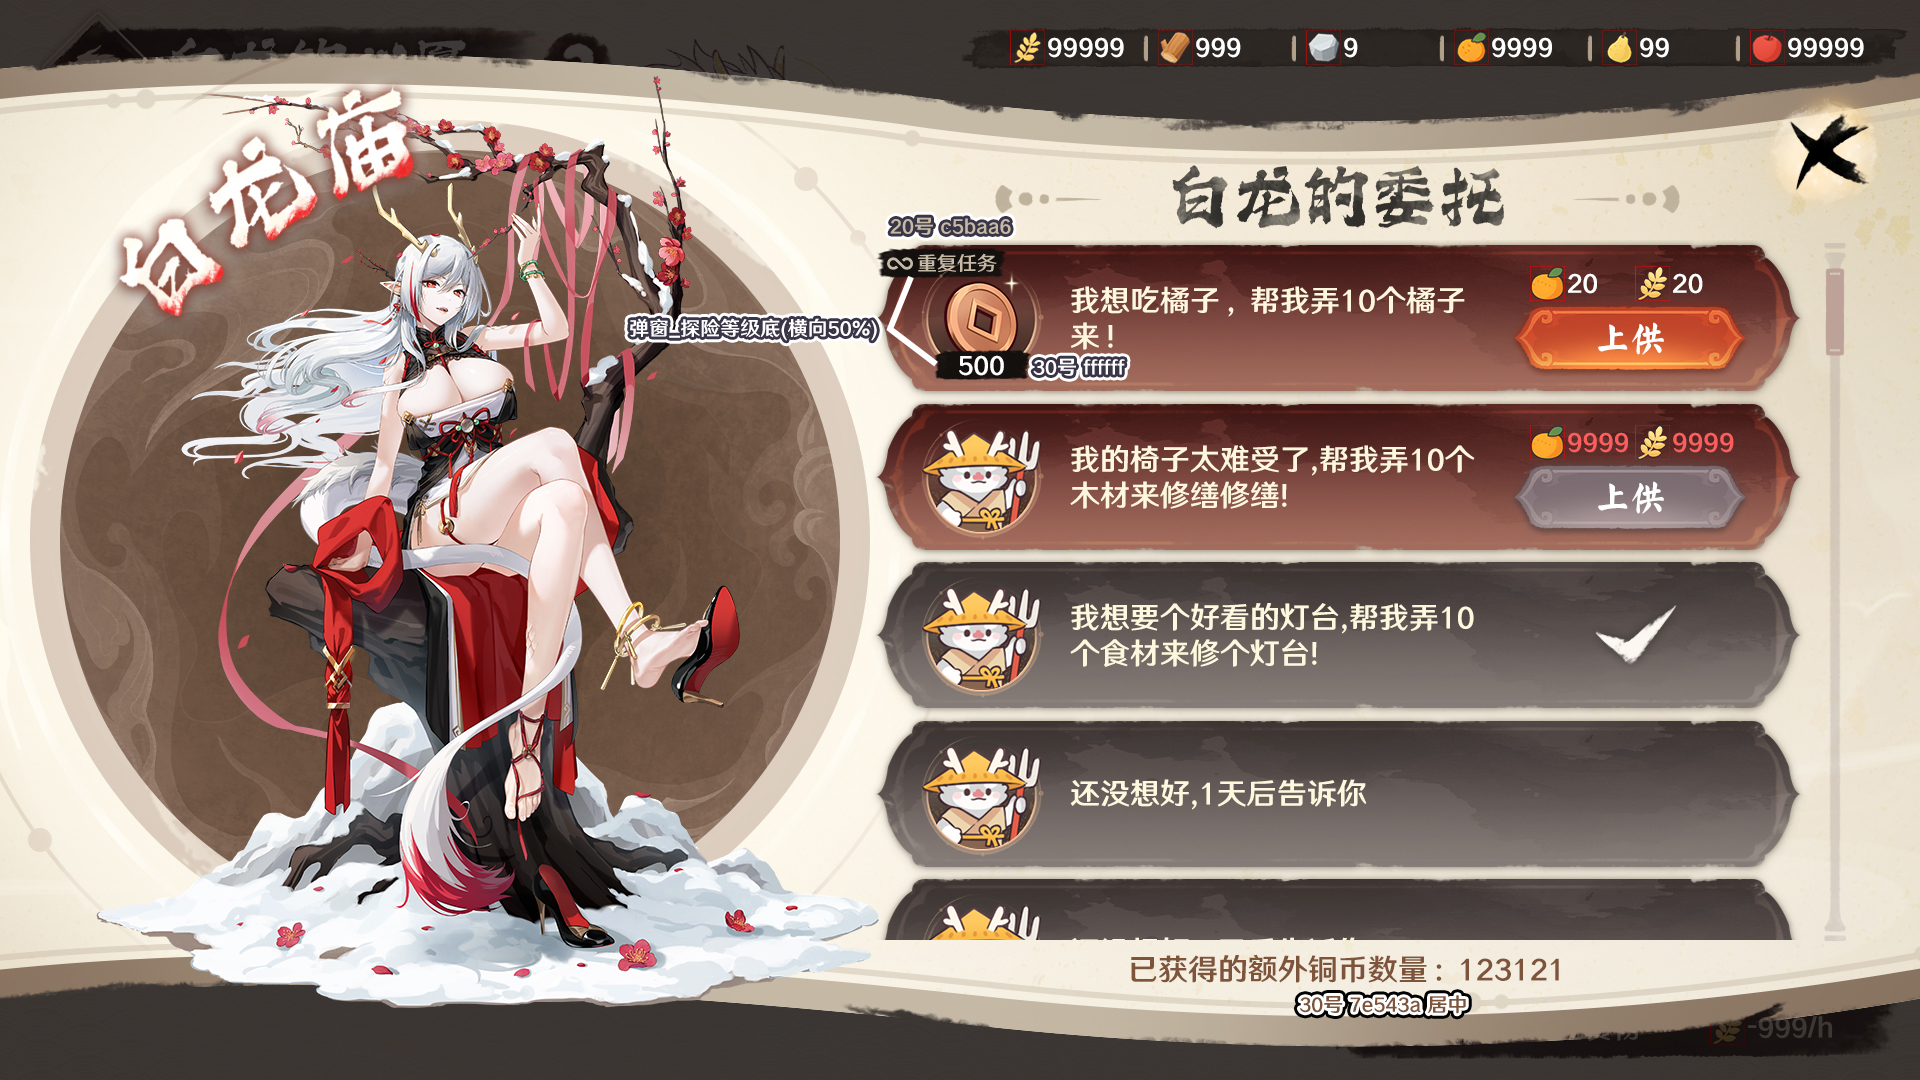 99999
999
9
9999
99
99999
白龙庙
白龙的委托
20号 c5baa6
重复任务
弹窗_探险等级底(横向50%)
500
30号 ffffff
我想吃橘子，帮我弄10个橘子
来！
20
20
上供
我的椅子太难受了,帮我弄10个
木材来修缮修缮!
9999
9999
上供
我想要个好看的灯台,帮我弄10
个食材来修个灯台!
还没想好,1天后告诉你
已获得的额外铜币数量：123121
30号 7e543a 居中
-999/h